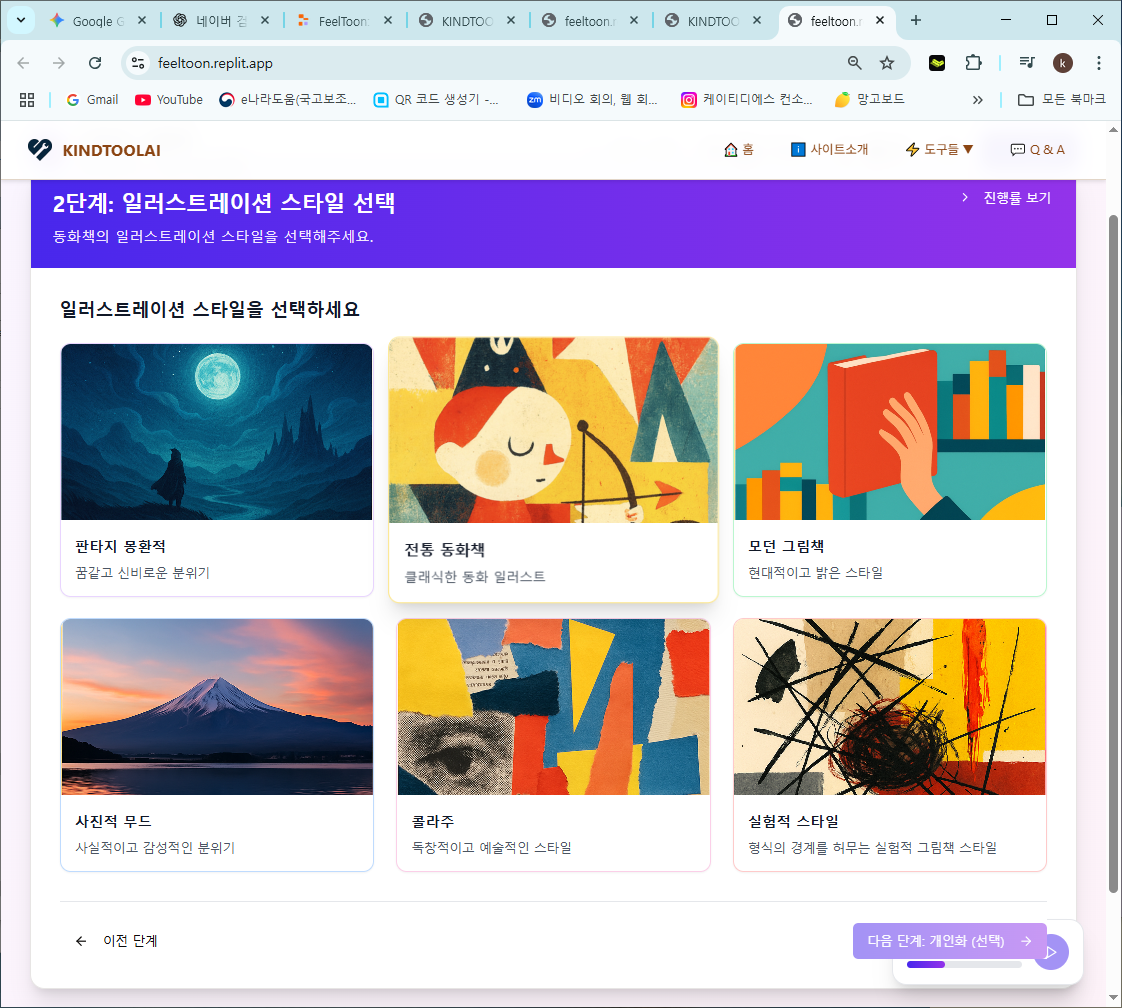 Google G
네이버 검
FeelToon:
KINDTOO
feeltoon.r
KINDTOO
feeltoon.r
feeltoon.replit.app
k
Gmail
YouTube
e나라도움(국고보조...
QR 코드 생성기 -...
zm
비디오 회의, 웹 회...
케이티디에스 컨소...
망고보드
모든 북마크
KINDTOOLAI
홈
사이트소개
도구들 ▼
Q & A
2단계: 일러스트레이션 스타일 선택
진행률 보기
동화책의 일러스트레이션 스타일을 선택해주세요.
일러스트레이션 스타일을 선택하세요
판타지 몽환적
꿈같고 신비로운 분위기
전통 동화책
클래식한 동화 일러스트
모던 그림책
현대적이고 밝은 스타일
사진적 무드
사실적이고 감성적인 분위기
콜라주
독창적이고 예술적인 스타일
실험적 스타일
형식의 경계를 허무는 실험적 그림책 스타일
이전 단계
다음 단계: 개인화 (선택)